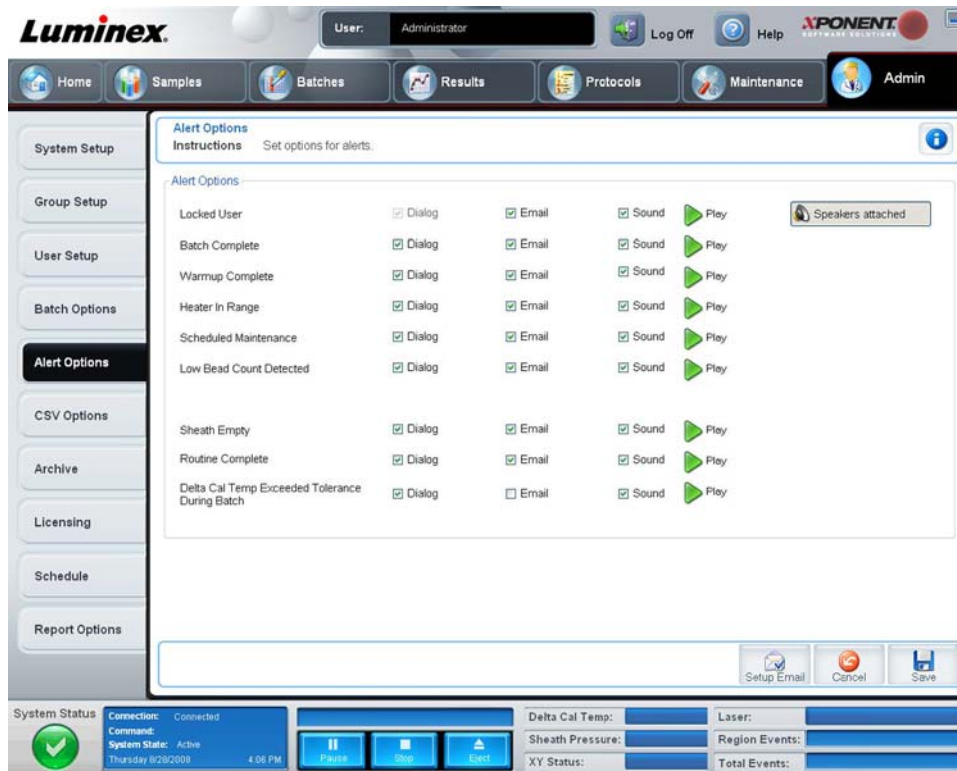 Luminex.
User: Administrator
Log Off
Help
XPONENT
SOFTWARE SOLUTIONS
Home Samples Batches Results Protocols Maintenance Admin
System Setup
Group Setup
User Setup
Batch Options
Alert Options
CSV Options
Archive
Licensing
Schedule
Report Options
Alert Options
Instructions Set options for alerts.
Alert Options
Locked User Dialog Email Sound Play Speakers attached
Batch Complete Dialog Email Sound Play
Warmup Complete Dialog Email Sound Play
Heater In Range Dialog Email Sound Play
Scheduled Maintenance Dialog Email Sound Play
Low Bead Count Detected Dialog Email Sound Play
Sheath Empty Dialog Email Sound Play
Routine Complete Dialog Email Sound Play
Delta Cal Temp Exceeded Tolerance
During Batch Dialog Email Sound Play
Setup Email Cancel Save
System Status
Connection: Connected
Command:
System State: Active
Thursday 8/28/2008 4:06 PM
Pause Stop Eject
Delta Cal Temp: Laser:
Sheath Pressure: Region Events:
XY Status: Total Events: